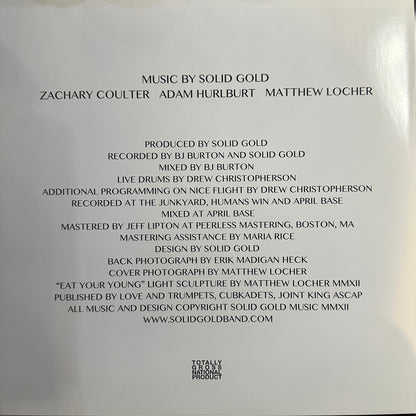 MUSIC BY SOLID GOLD
ZACHARY COULTER ADAM HURLBURT MATTHEW LOCHER
PRODUCED BY SOLID GOLD
RECORDED BY BJ BURTON AND SOLID GOLD
MIXED BY BJ BURTON
LIVE DRUMS BY DREW CHRISTOPHERSON
ADDITIONAL PROGRAMMING ON NICE FLIGHT BY DREW CHRISTOPHERSON
RECORDED AT THE JUNKYARD, HUMANS WIN AND APRIL BASE
MIXED AT APRIL BASE
MASTERED BY JEFF LIPTON AT PEERLESS MASTERING, BOSTON, MA
MASTERING ASSISTANCE BY MARIA RICE
DESIGN BY SOLID GOLD
BACK PHOTOGRAPH BY ERIK MADIGAN HECK
COVER PHOTOGRAPH BY MATTHEW LOCHER
“EAT YOUR YOUNG” LIGHT SCULPTURE BY MATTHEW LOCHER MMXII
PUBLISHED BY LOVE AND TRUMPETS, CUBKADETS, JOINT KING ASCAP
ALL MUSIC AND DESIGN COPYRIGHT SOLID GOLD MUSIC MMXII
WWW.SOLIDGOLDBAND.COM
TOTALLY
GROSS
NATIONAL
PRODUCT